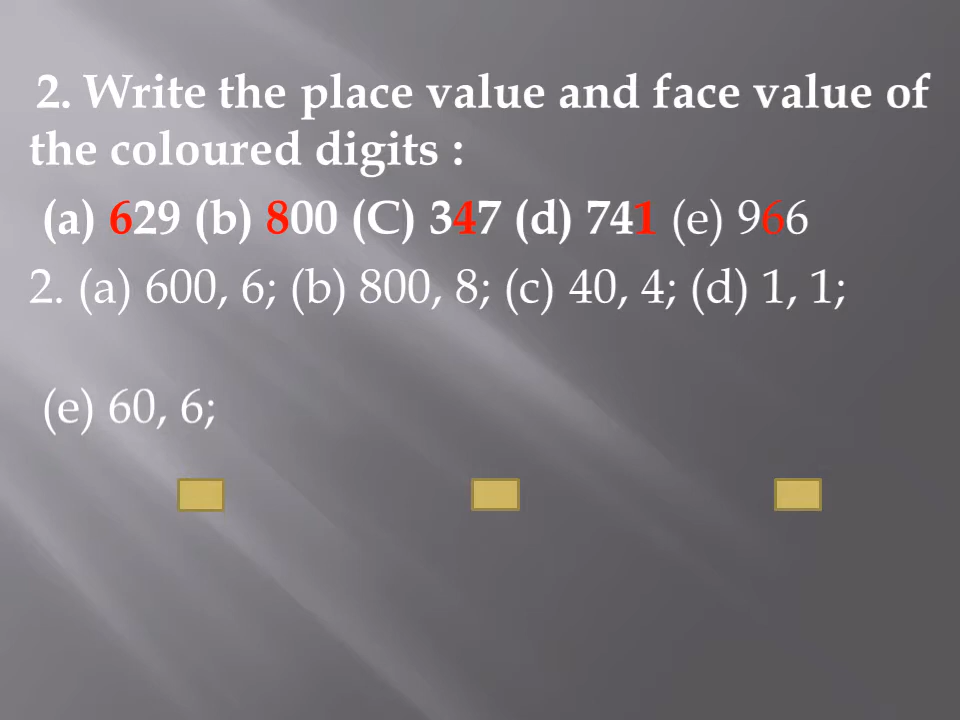 2. Write the place value and face value of
the coloured digits :
(a) 629 (b) 800 (C) 347 (d) 741 (e) 966
2. (a) 600, 6; (b) 800, 8; (c) 40, 4; (d) 1, 1;
(e) 60, 6;